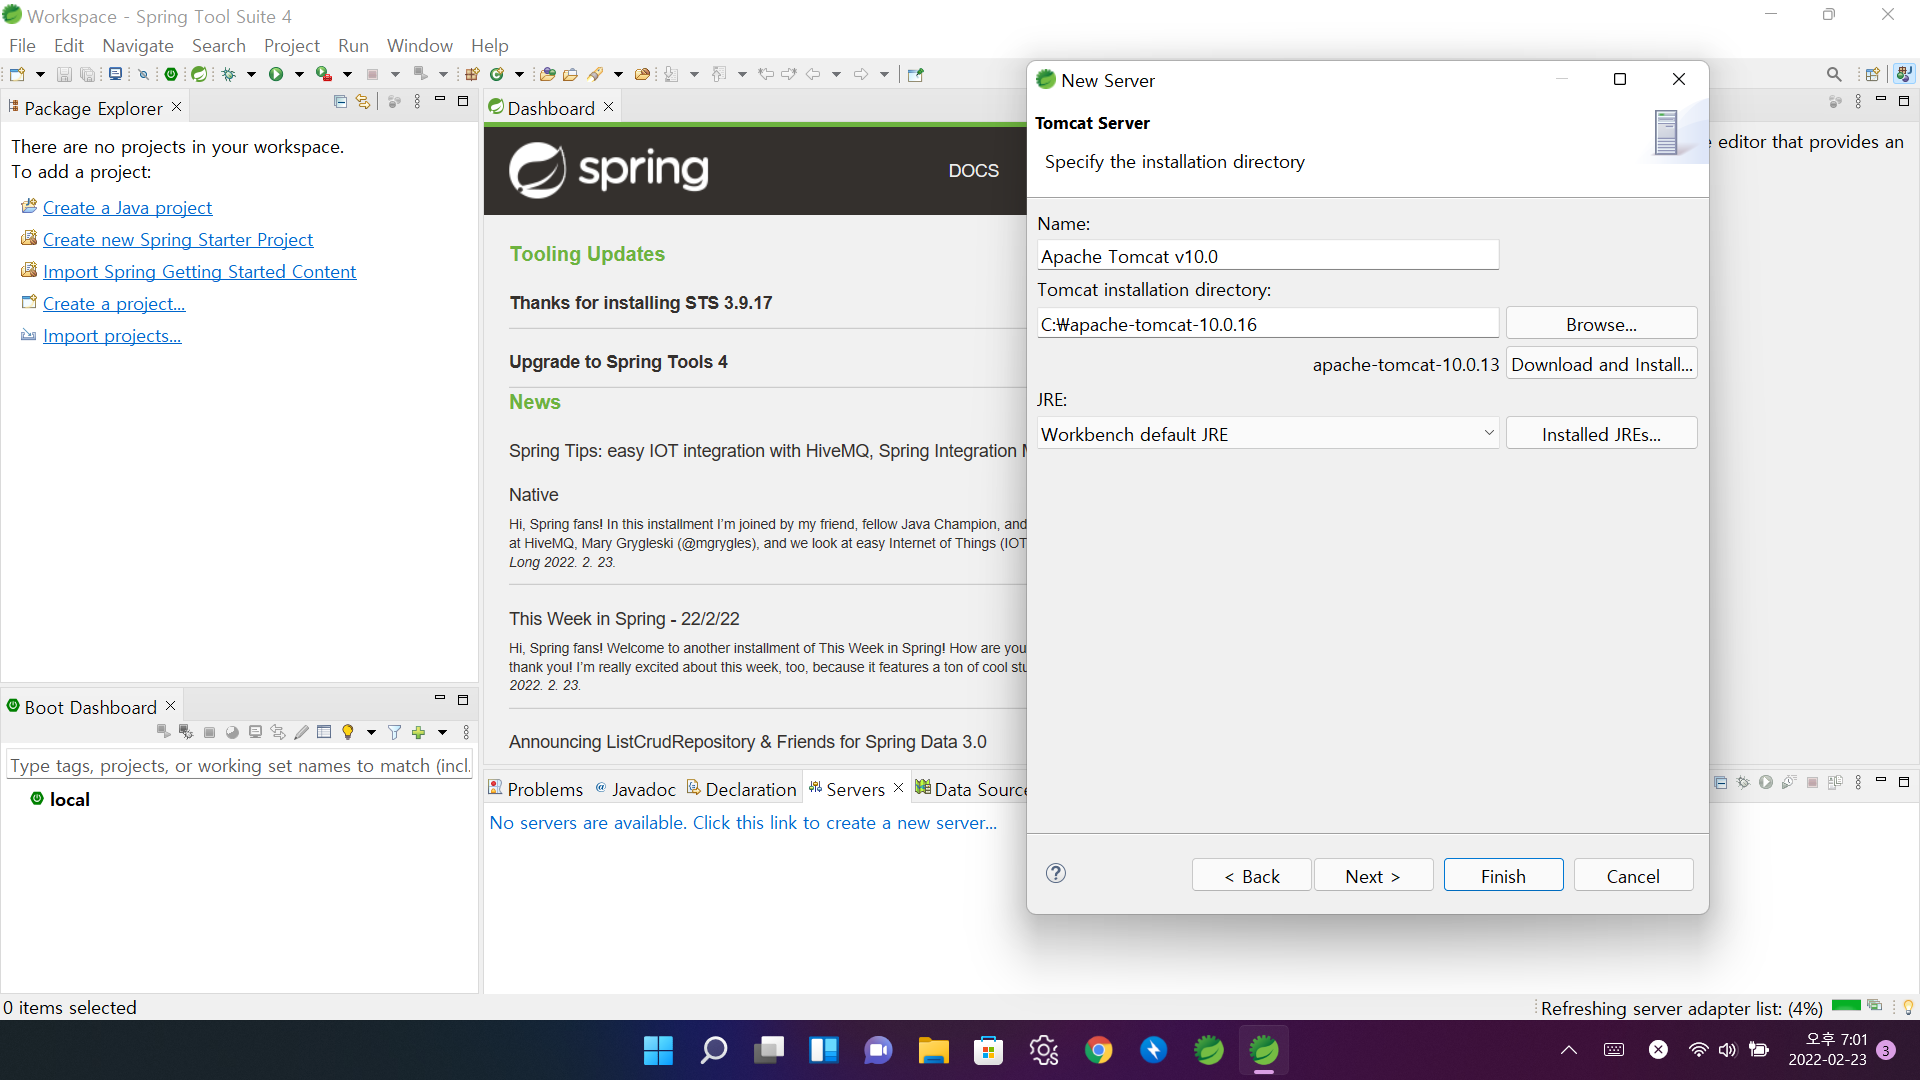 Workspace - Spring Tool Suite 4
File Edit Navigate Search Project Run Window Help
Package Explorer
There are no projects in your workspace.
To add a project:
Create a Java project
Create new Spring Starter Project
Import Spring Getting Started Content
Create a project...
Import projects...
Boot Dashboard
Type tags, projects, or working set names to match (incl.
local
Dashboard
spring
DOCS
Tooling Updates
Thanks for installing STS 3.9.17
Upgrade to Spring Tools 4
News
Spring Tips: easy IOT integration with HiveMQ, Spring Integration
Native
Hi, Spring fans! In this installment I'm joined by my friend, fellow Java Champion, and
at HiveMQ, Mary Grygleski (@mgrygles), and we look at easy Internet of Things (IOT
Long 2022. 2. 23.
This Week in Spring - 22/2/22
Hi, Spring fans! Welcome to another installment of This Week in Spring! How are you
thank you! I'm really excited about this week, too, because it features a ton of cool
2022. 2. 23.
Announcing ListCrudRepository & Friends for Spring Data 3.0
Problems @ Javadoc Declaration Servers Data Source
No servers are available. Click this link to create a new server...
editor that provides an
New Server
Tomcat Server
Specify the installation directory
Name:
Apache Tomcat v10.0
Tomcat installation directory:
C:₩apache-tomcat-10.0.16
Browse...
apache-tomcat-10.0.13 Download and Install...
JRE:
Workbench default JRE
Installed JREs...
? < Back Next > Finish Cancel
0 items selected
Refreshing server adapter list: (4%)
오후 7:01
2022-02-23
3